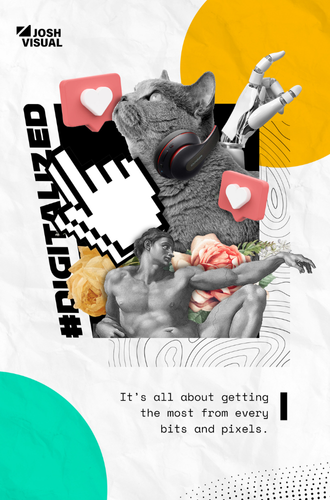 JOSH
VISUAL
#DIGITALIZED
It's all about getting
the most from every
bits and pixels.